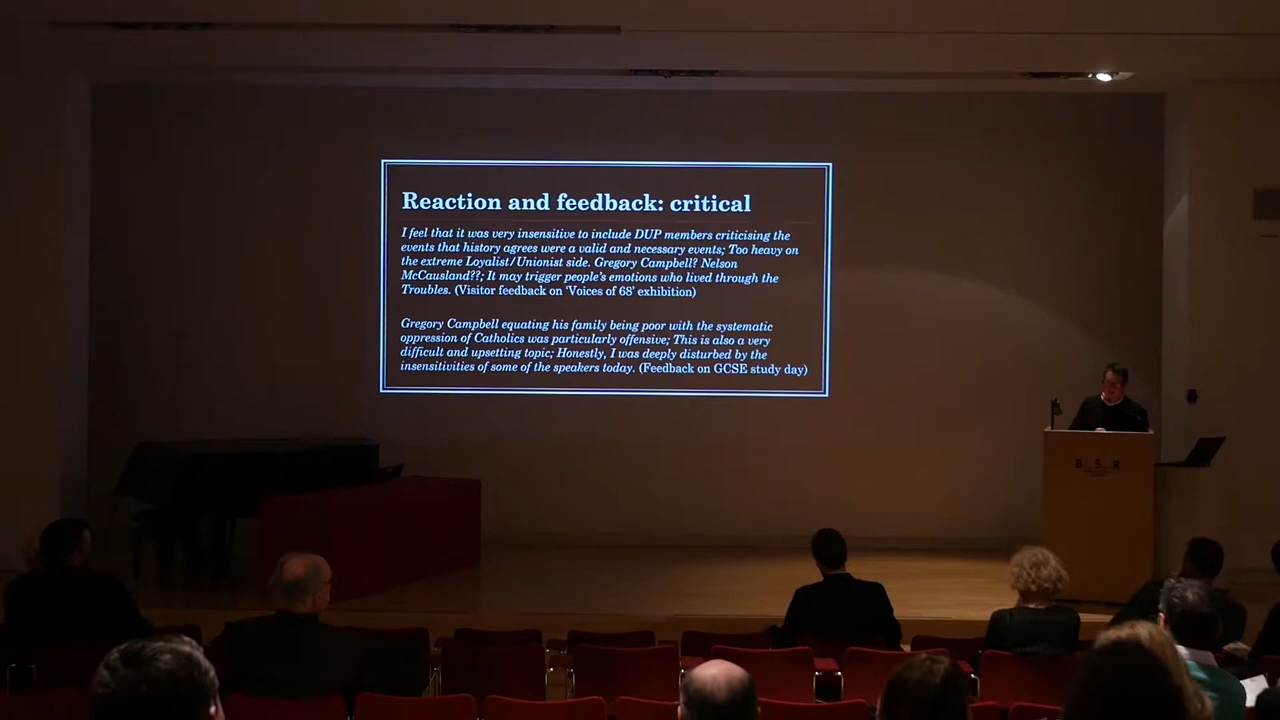 Reaction and feedback: critical
I feel that it was very insensitive to include DUP members criticising the
events that history agrees were a valid and necessary events; Too heavy on
the extreme Loyalist/Unionist side. Gregory Campbell? Nelson
McCausland??; It may trigger people's emotions who lived through the
Troubles. (Visitor feedback on 'Voices of 68' exhibition)
Gregory Campbell equating his family being poor with the systematic
oppression of Catholics was particularly offensive; This is also a very
difficult and upsetting topic; Honestly, I was deeply disturbed by the
insensitivities of some of the speakers today. (Feedback on GCSE study day)
B S R